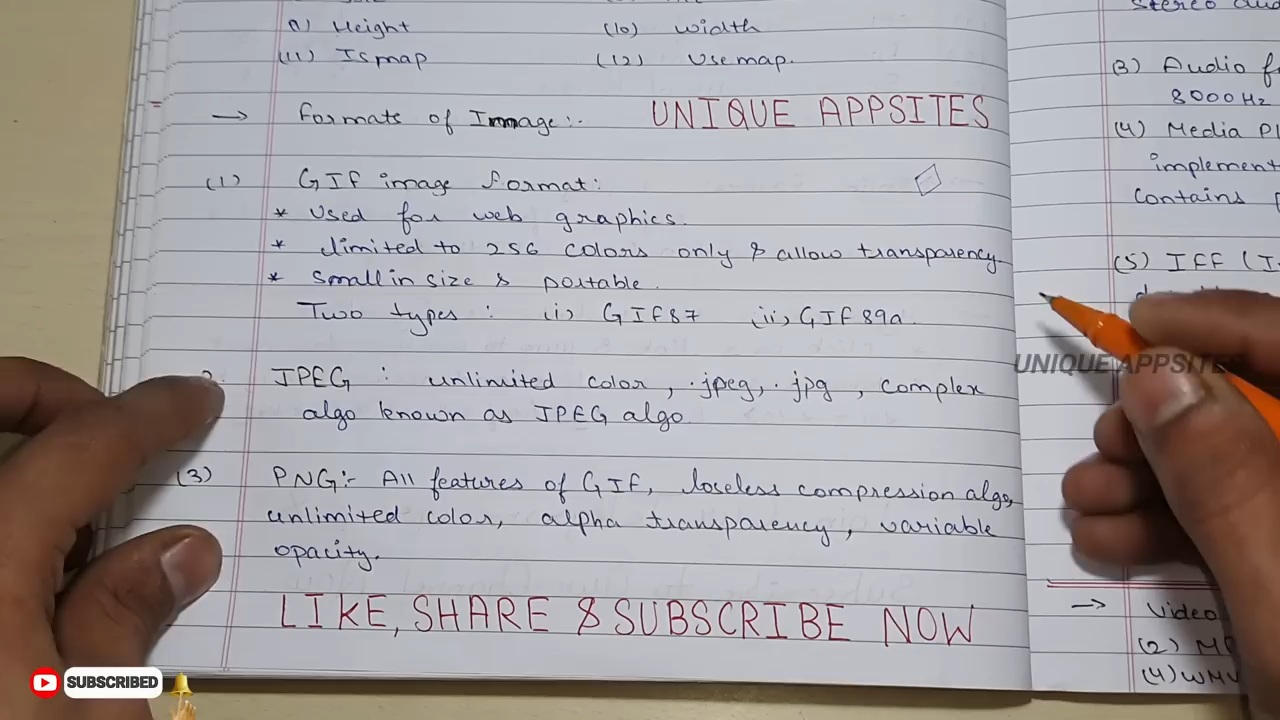 9) Height (10) width
(11) Ismap (12) Usemap.
→ Formate of Image:-
UNIQUE APPSITES
(1) GIF image format:
* Used for web graphics.
* limited to 256 colors only & allow transparency
* Small in size & portable.
Two types : (i) GIF87 (ii) GIF 89a.
2. JPEG : unlimited color, .jpeg, .jpg, complex
algo known as JPEG algo.
(3) PNG:- All features of GIF, loseless compression algo,
unlimited color, alpha transparency, variable
opacity.
LIKE, SHARE & SUBSCRIBE NOW
stereo
(3) Audio
8000Hz
(4) Media
implement
Contains
(5) IFF
UNIQUE APPSITES
→ Video
(2)
(4) WMV
SUBSCRIBED